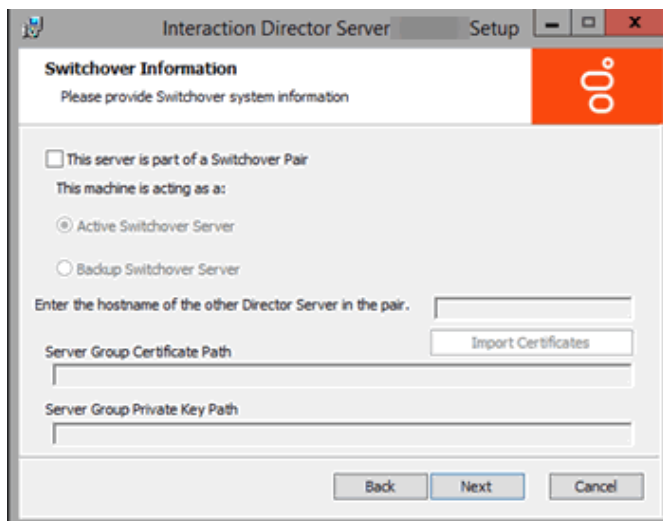 Interaction Director Server Setup
Switchover Information
Please provide Switchover system information
This server is part of a Switchover Pair
This machine is acting as a:
Active Switchover Server
Backup Switchover Server
Enter the hostname of the other Director Server in the pair.
Import Certificates
Server Group Certificate Path
Server Group Private Key Path
Back Next Cancel